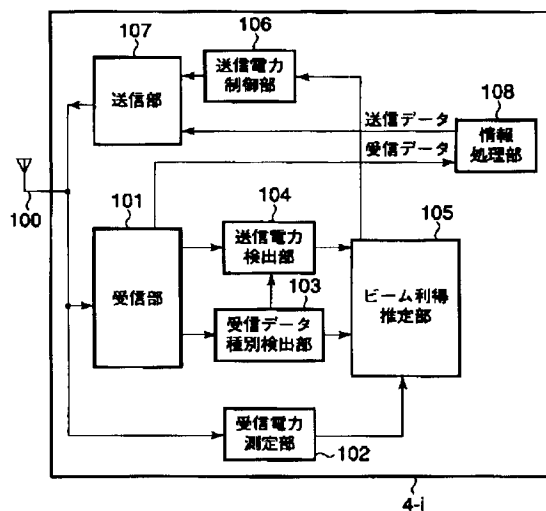 107
106
送信部
送信電力
制御部
送信データ
受信データ
108
情報
処理部
100
101
受信部
104
送信電力
検出部
105
ビーム利得
推定部
103
受信データ
種別検出部
受信電力
測定部
102
4-i